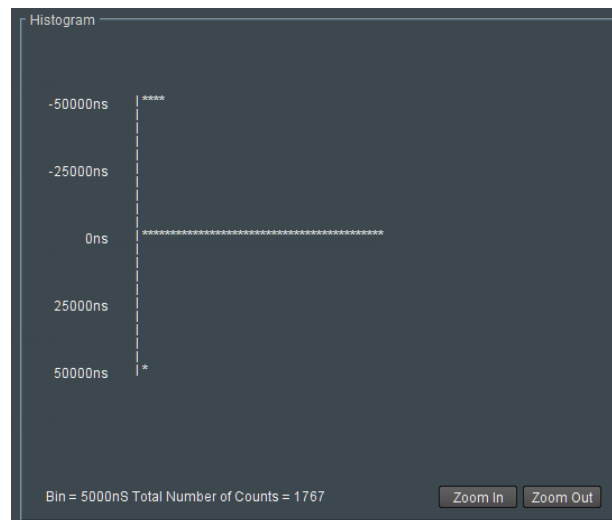 Histogram
-50000ns | ****
-25000ns
0ns | *******************************************
25000ns
50000ns | *
Bin = 5000nS Total Number of Counts = 1767
Zoom In Zoom Out